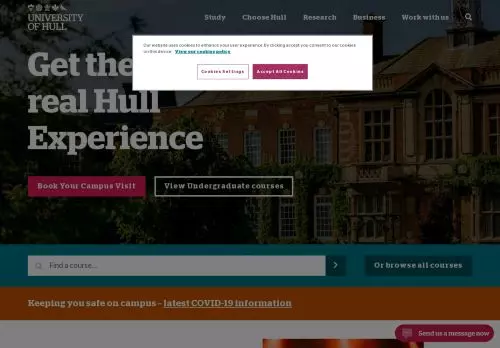 UNIVERSITY
OF HULL
Study Choose Hull Research Business Work with us
Our website uses cookies to enhance your user experience. By clicking accept you consent to our cookies
on this device. View our cookies policy
Cookies Settings
Accept All Cookies
Get the
real Hull
Experience
Book Your Campus Visit
View Undergraduate courses
Find a course...
Or browse all courses
Keeping you safe on campus – latest COVID-19 information
Send us a message now